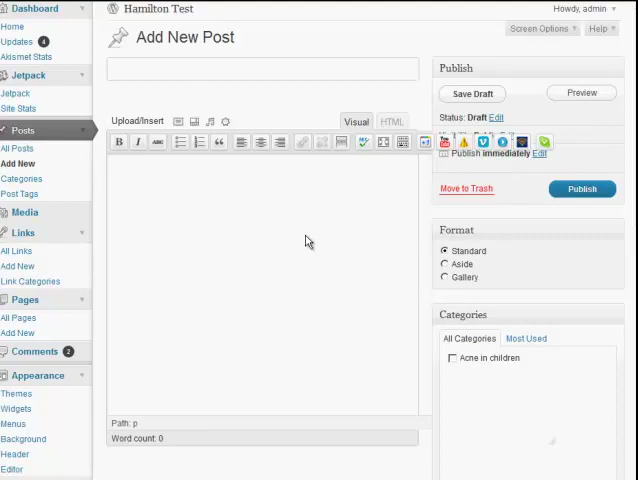 Dashboard
Home
Updates 4
Akismet Stats
Jetpack
Jetpack
Site Stats
Posts
All Posts
Add New
Categories
Post Tags
Media
Links
All Links
Add New
Link Categories
Pages
All Pages
Add New
Comments 2
Appearance
Themes
Widgets
Menus
Background
Header
Editor
Hamilton Test
Howdy, admin
Screen Options
Help
Add New Post
Upload/Insert
Visual
HTML
B I ABC
Path: p
Word count: 0
Publish
Save Draft
Preview
Status: Draft Edit
Publish immediately Edit
Move to Trash
Publish
Format
Standard
Aside
Gallery
Categories
All Categories
Most Used
Acne in children